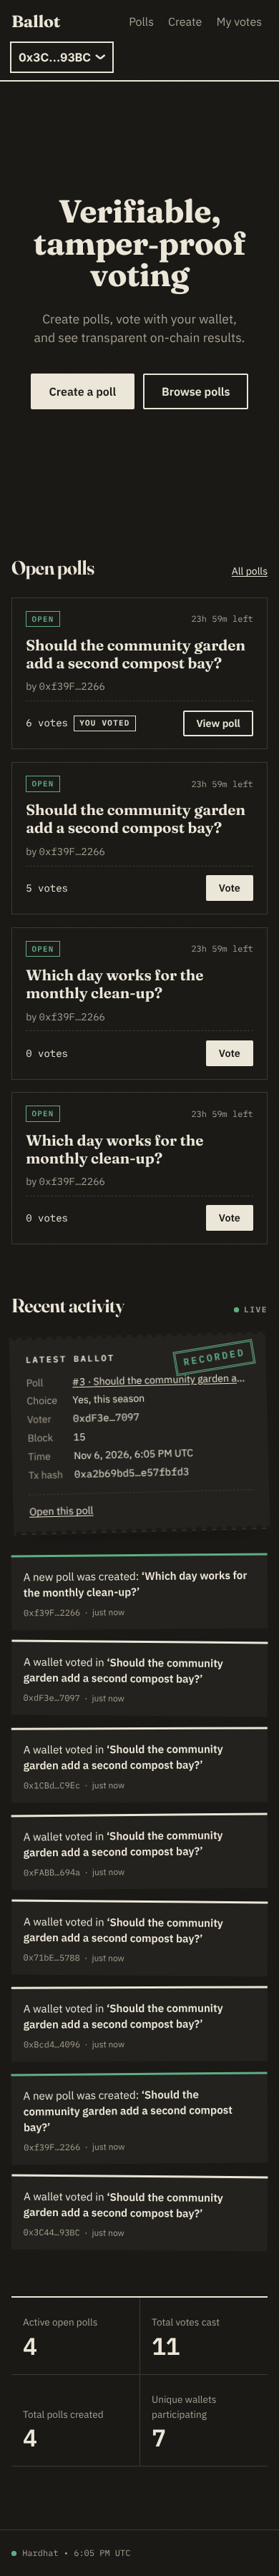 Ballot
Polls Create My votes
0x3C...93BC
Verifiable,
tamper-proof
voting
Create polls, vote with your wallet,
and see transparent on-chain results.
Create a poll Browse polls
Open polls All polls
OPEN 23h 59m left
Should the community garden
add a second compost bay?
by 0xf39F…2266
6 votes YOU VOTED View poll
OPEN 23h 59m left
Should the community garden
add a second compost bay?
by 0xf39F…2266
5 votes Vote
OPEN 23h 59m left
Which day works for the
monthly clean-up?
by 0xf39F…2266
0 votes Vote
OPEN 23h 59m left
Which day works for the
monthly clean-up?
by 0xf39F…2266
0 votes Vote
Recent activity LIVE
LATEST BALLOT RECORDED
Poll #3 · Should the community garden a…
Choice Yes, this season
Voter 0xdF3e…7097
Block 15
Time Nov 6, 2026, 6:05 PM UTC
Tx hash 0xa2b69bd5…e57fbfd3
Open this poll
A new poll was created: ‘Which day works for
the monthly clean-up?’
0xf39F…2266 · just now
A wallet voted in ‘Should the community
garden add a second compost bay?’
0xdF3e…7097 · just now
A wallet voted in ‘Should the community
garden add a second compost bay?’
0x1CBd…C9Ec · just now
A wallet voted in ‘Should the community
garden add a second compost bay?’
0xFABB…694a · just now
A wallet voted in ‘Should the community
garden add a second compost bay?’
0x71bE…5788 · just now
A wallet voted in ‘Should the community
garden add a second compost bay?’
0xBcd4…4096 · just now
A new poll was created: ‘Should the
community garden add a second compost
bay?’
0xf39F…2266 · just now
A wallet voted in ‘Should the community
garden add a second compost bay?’
0x3C44…93BC · just now
Active open polls
4
Total votes cast
11
Total polls created
4
Unique wallets
participating
7
Hardhat • 6:05 PM UTC